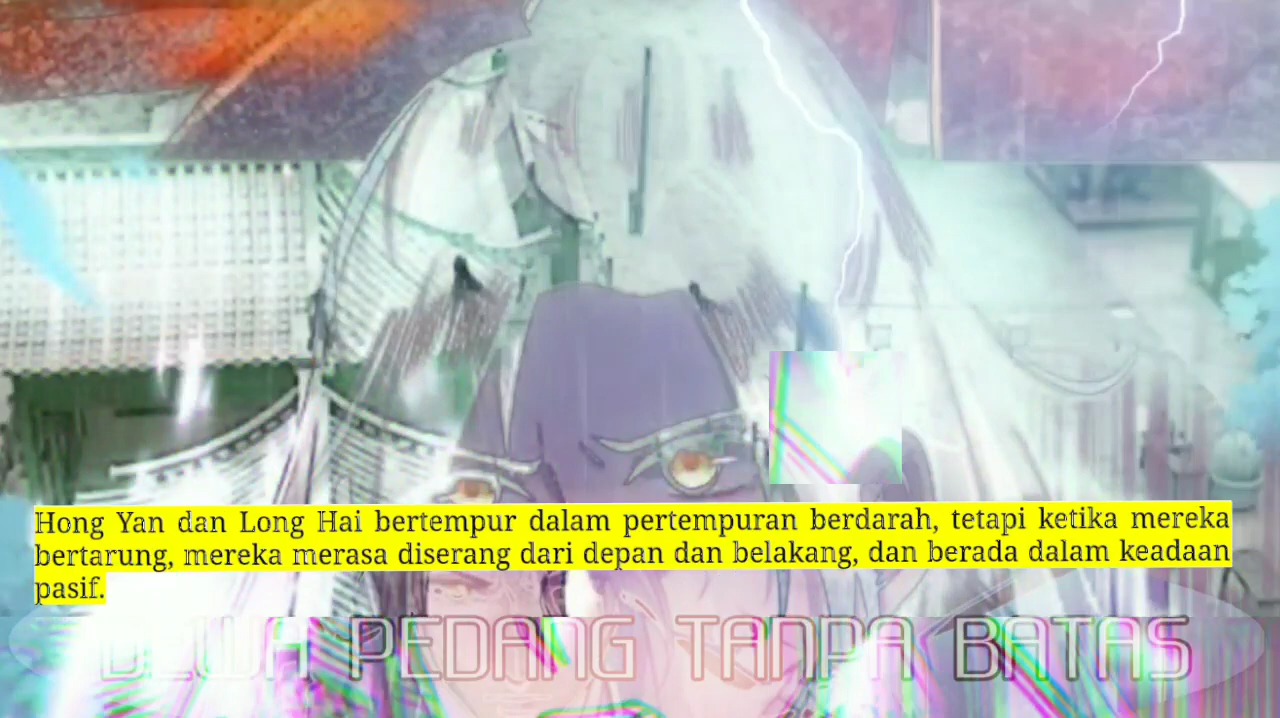 Hong Yan dan Long Hai bertempur dalam pertempuran berdarah, tetapi ketika mereka
bertarung, mereka merasa diserang dari depan dan belakang, dan berada dalam keadaan
pasif.
DEWA PEDANG TANPA BATAS